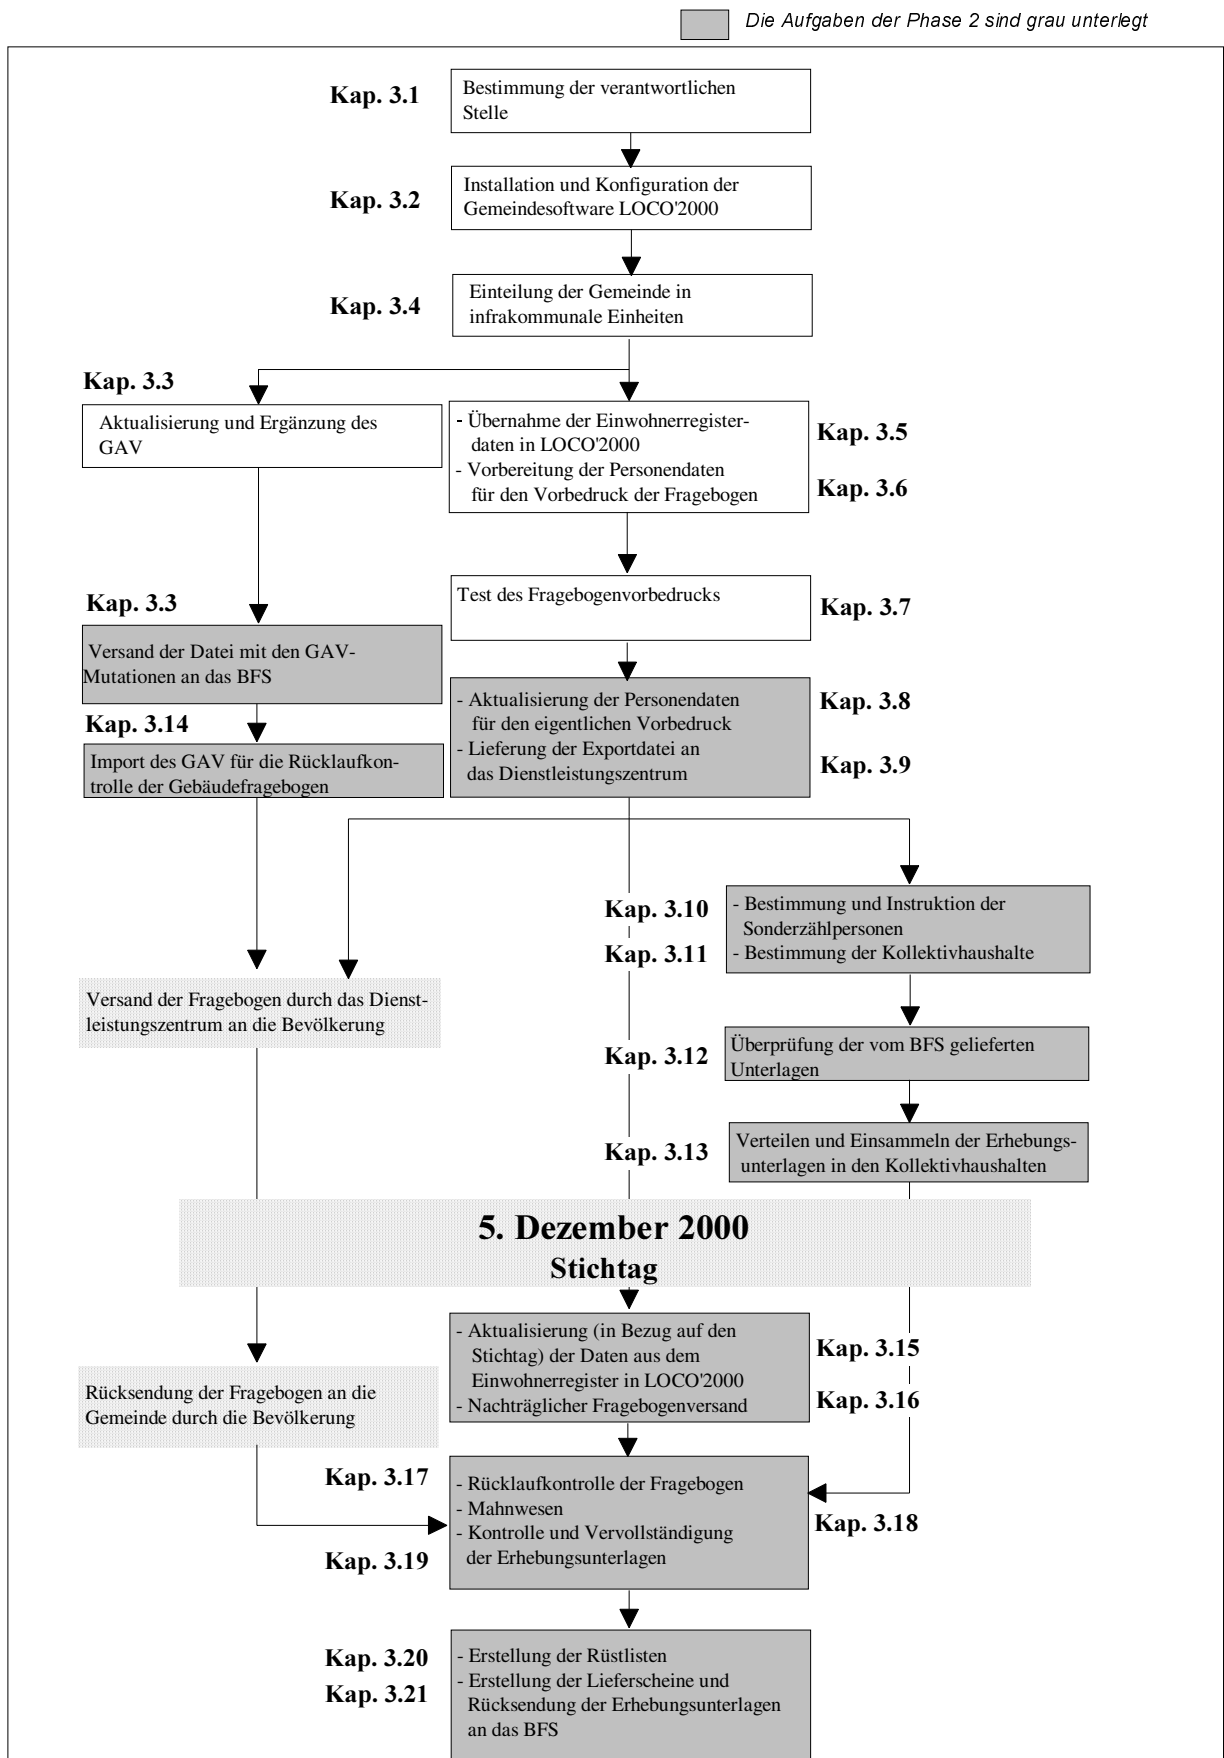 Die Aufgaben der Phase 2 sind grau unterlegt
Kap. 3.1
Bestimmung der verantwortlichen
Stelle
Kap. 3.2
Installation und Konfiguration der
Gemeindesoftware LOCO'2000
Kap. 3.4
Einteilung der Gemeinde in
infrakommunale Einheiten
Kap. 3.3
Aktualisierung und Ergänzung des
GAV
- Übernahme der Einwohnerregister-
daten in LOCO'2000
- Vorbereitung der Personendaten
für den Vorbedruck der Fragebogen
Kap. 3.5
Kap. 3.6
Test des Fragebogenvorbedrucks
Kap. 3.7
Kap. 3.3
Versand der Datei mit den GAV-
Mutationen an das BFS
Kap. 3.14
Import des GAV für die Rücklaufkon-
trolle der Gebäudefragebogen
- Aktualisierung der Personendaten
für den eigentlichen Vorbedruck
- Lieferung der Exportdatei an
das Dienstleistungszentrum
Kap. 3.8
Kap. 3.9
Kap. 3.10
Kap. 3.11
- Bestimmung und Instruktion der
Sonderzählpersonen
- Bestimmung der Kollektivhaushalte
Versand der Fragebogen durch das Dienst-
leistungszentrum an die Bevölkerung
Kap. 3.12
Überprüfung der vom BFS gelieferten
Unterlagen
Kap. 3.13
Verteilen und Einsammeln der Erhebungs-
unterlagen in den Kollektivhaushalten
5. Dezember 2000
Stichtag
- Aktualisierung (in Bezug auf den
Stichtag) der Daten aus dem
Einwohnerregister in LOCO'2000
- Nachträglicher Fragebogenversand
Kap. 3.15
Kap. 3.16
Rücksendung der Fragebogen an die
Gemeinde durch die Bevölkerung
Kap. 3.17
Kap. 3.19
- Rücklaufkontrolle der Fragebogen
- Mahnwesen
- Kontrolle und Vervollständigung
der Erhebungsunterlagen
Kap. 3.18
Kap. 3.20
Kap. 3.21
- Erstellung der Rüstlisten
- Erstellung der Lieferscheine und
Rücksendung der Erhebungsunterlagen
an das BFS